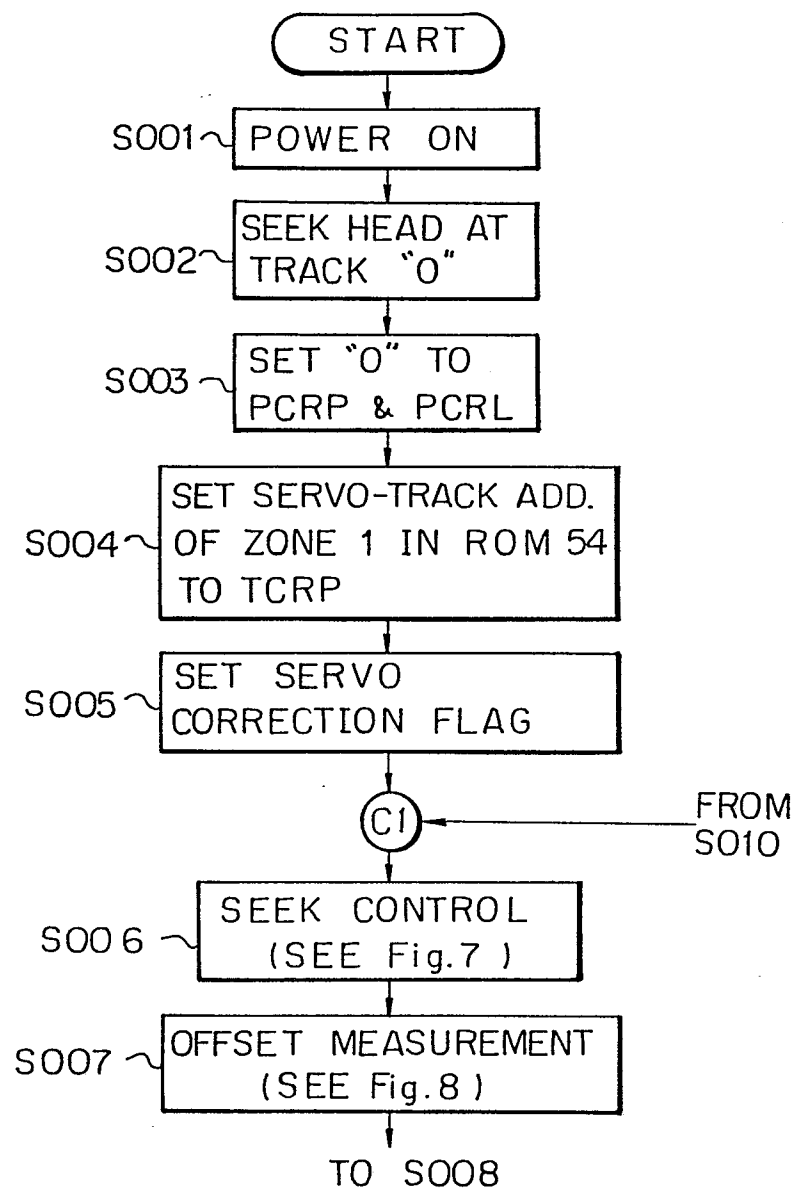 START
S001
POWER ON
S002
SEEK HEAD AT
TRACK "0"
S003
SET "0" TO
PCRP & PCRL
S004
SET SERVO-TRACK ADD.
OF ZONE 1 IN ROM 54
TO TCRP
S005
SET SERVO
CORRECTION FLAG
C1
FROM
S010
S006
SEEK CONTROL
(SEE Fig.7)
S007
OFFSET MEASUREMENT
(SEE Fig.8)
TO S008